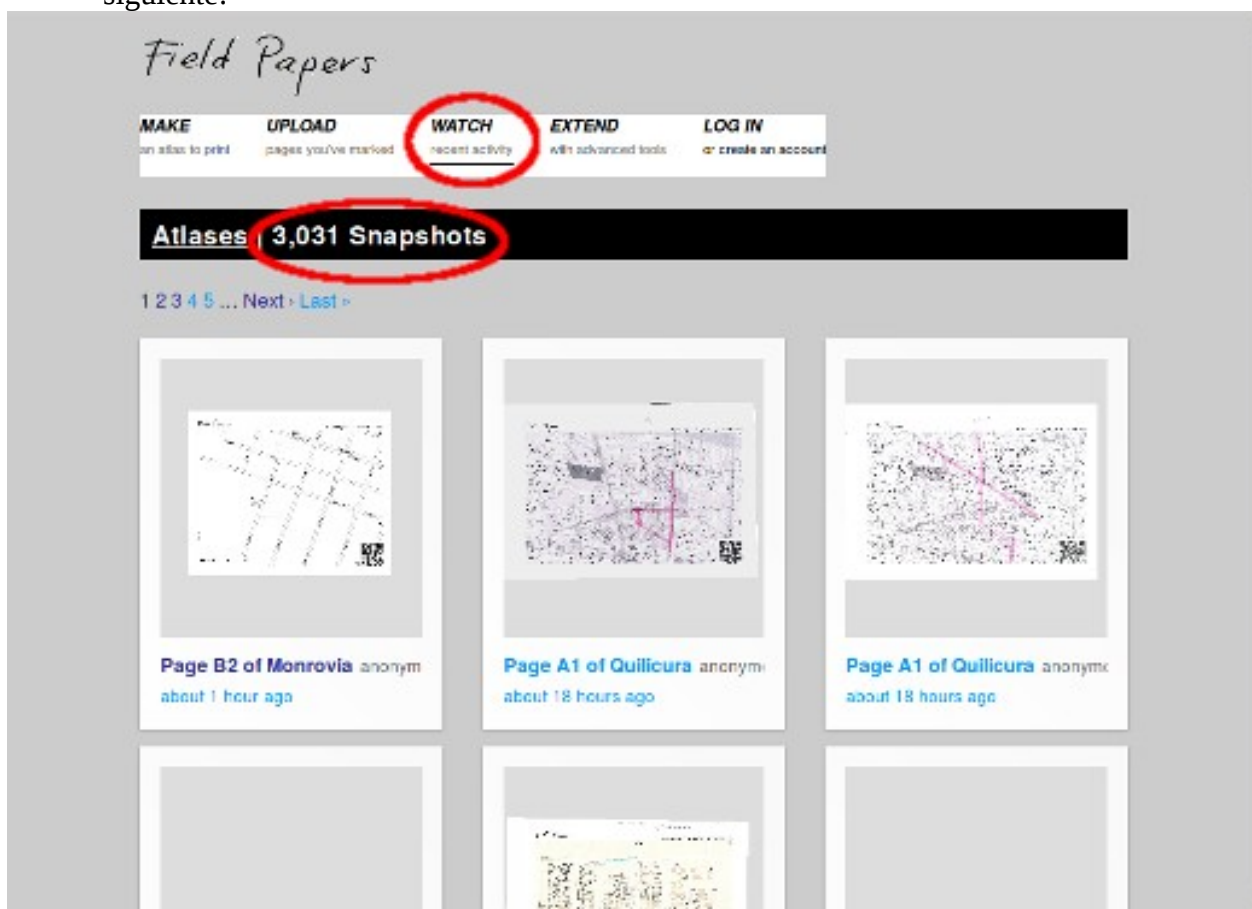 siguiente:
Field Papers
MAKE UPLOAD WATCH EXTEND LOG IN
an atlas to print pages you've marked recent activity with advanced tools or create an account
Atlases | 3,031 Snapshots
1 2 3 4 5 ... Next › Last »
Page B2 of Monrovia anonym
about 1 hour ago
Page A1 of Quilicura anonym
about 18 hours ago
Page A1 of Quilicura anonym
about 18 hours ago